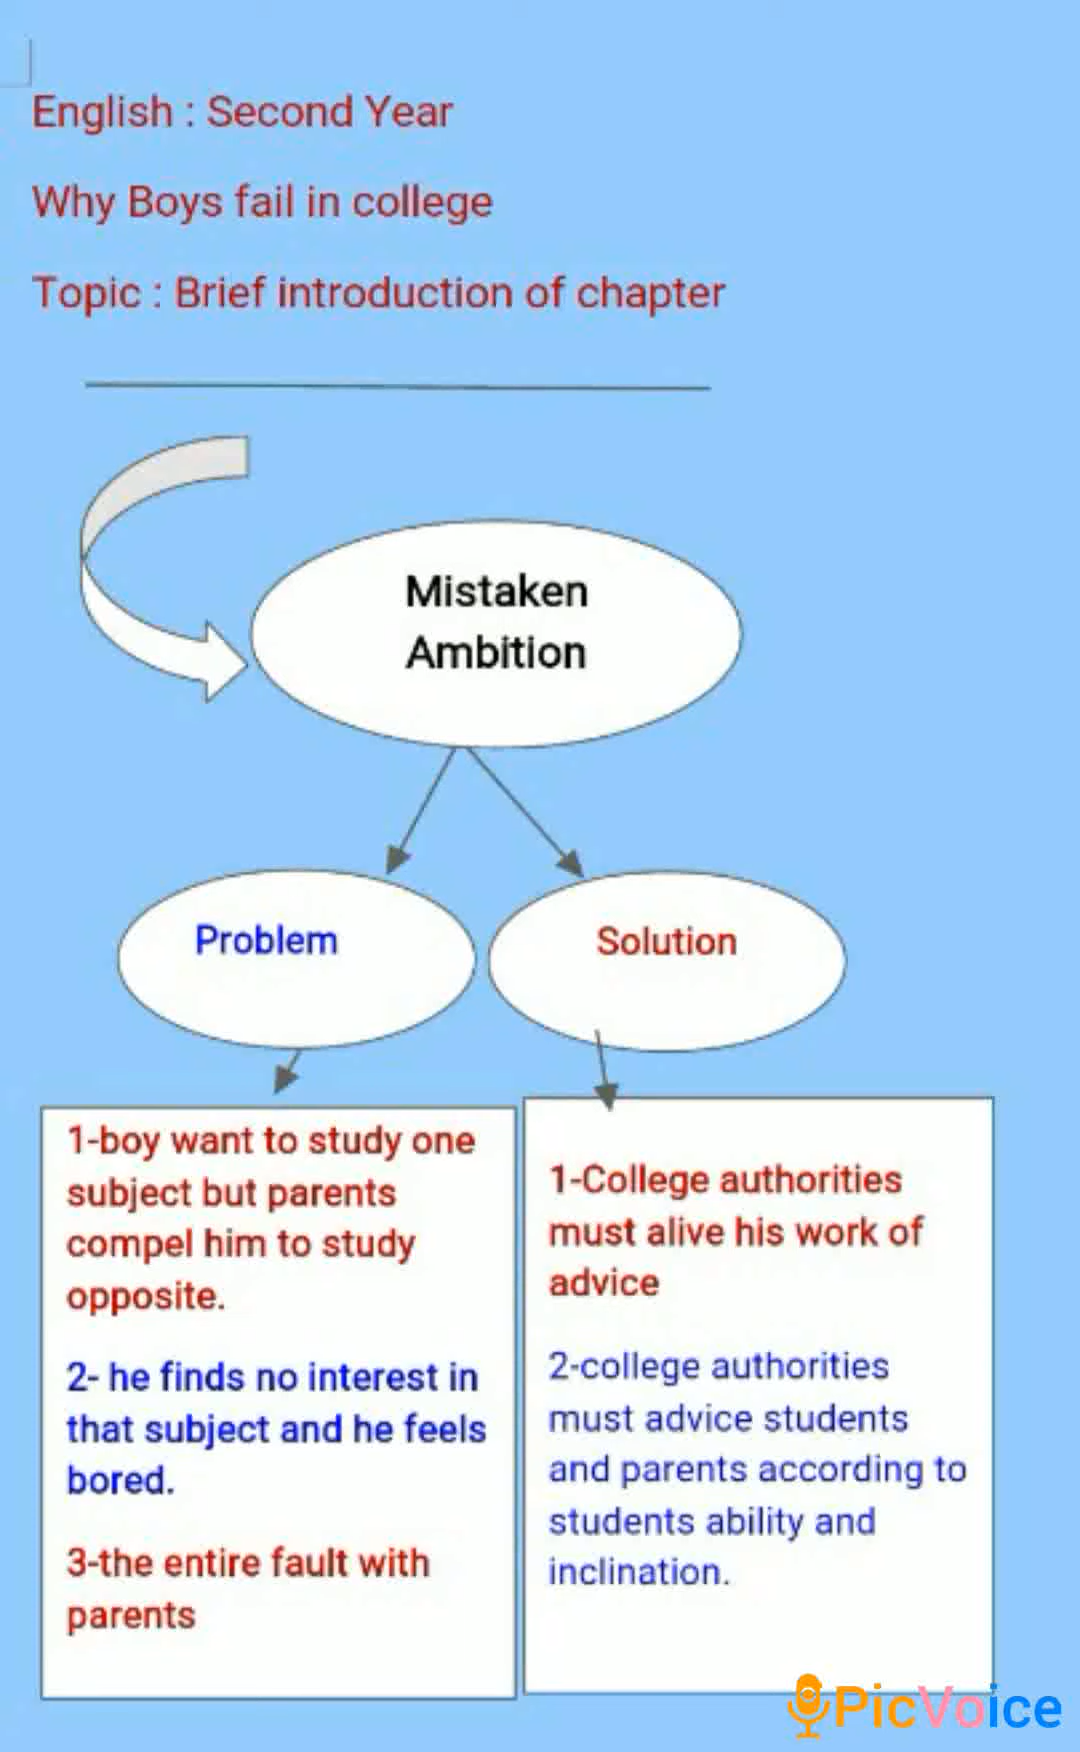 English : Second Year
Why Boys fail in college
Topic : Brief introduction of chapter
Mistaken
Ambition
Problem
Solution
1-boy want to study one
subject but parents
compel him to study
opposite.
2- he finds no interest in
that subject and he feels
bored.
3-the entire fault with
parents
1-College authorities
must alive his work of
advice
2-college authorities
must advice students
and parents according to
students ability and
inclination.
PicVoice